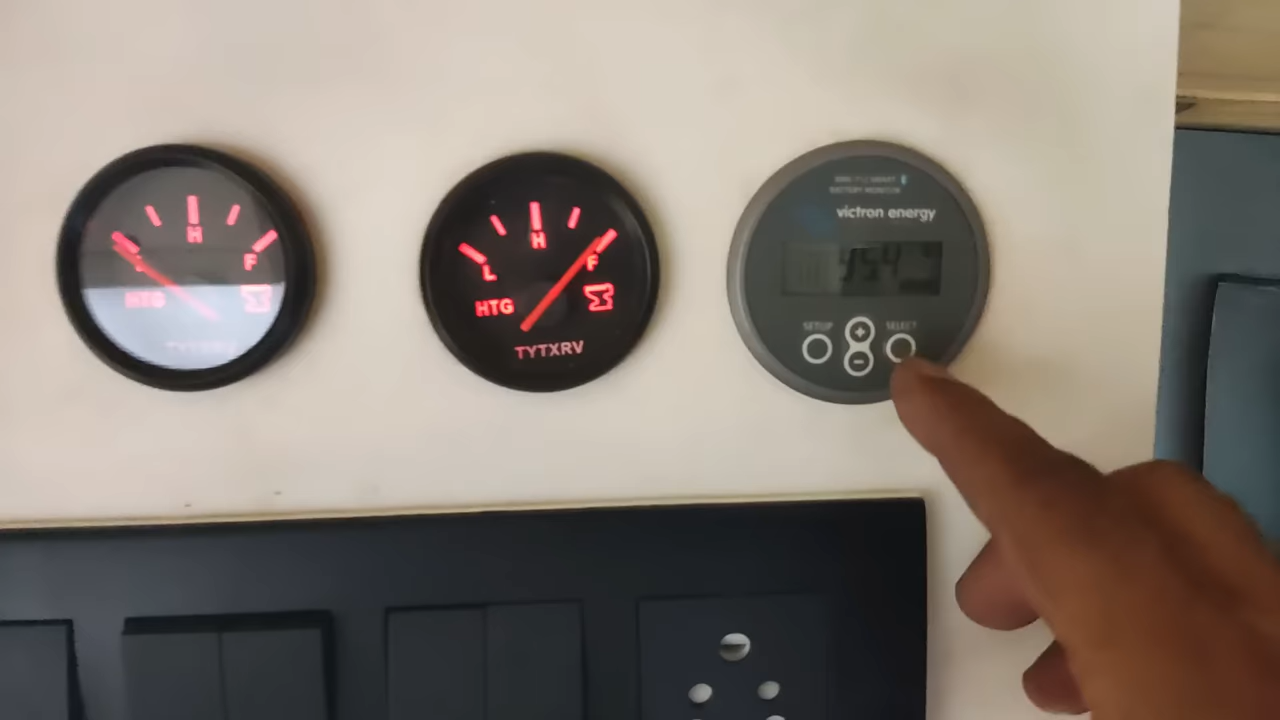 H
F
HTG
H
L
F
HTG
TYTXRV
BATTERY MONITOR
victron energy
SETUP
+
SELECT
-